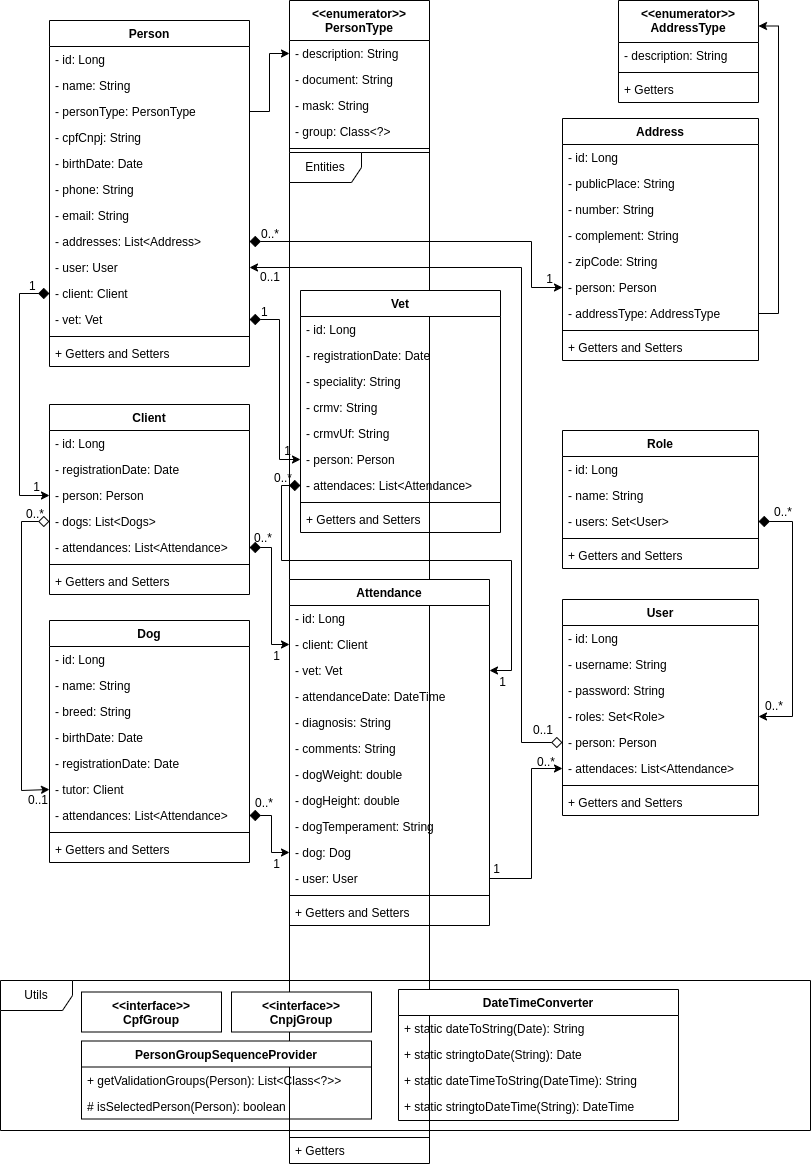 Person
- id: Long
- name: String
- personType: PersonType
- cpfCnpj: String
- birthDate: Date
- phone: String
- email: String
- addresses: List<Address>
- user: User
- client: Client
- vet: Vet
+ Getters and Setters
<<enumerator>>
PersonType
- description: String
- document: String
- mask: String
- group: Class<?>
Entities
<<enumerator>>
AddressType
- description: String
+ Getters
Address
- id: Long
- publicPlace: String
- number: String
- complement: String
- zipCode: String
- person: Person
- addressType: AddressType
+ Getters and Setters
0..*
1
0..1
1
1
Vet
- id: Long
- registrationDate: Date
- speciality: String
- crmv: String
- crmvUf: String
- person: Person
- attendaces: List<Attendance>
+ Getters and Setters
1
0..*
Client
- id: Long
- registrationDate: Date
- person: Person
- dogs: List<Dogs>
- attendances: List<Attendance>
+ Getters and Setters
1
0..*
0..*
1
Role
- id: Long
- name: String
- users: Set<User>
+ Getters and Setters
0..*
Dog
- id: Long
- name: String
- breed: String
- birthDate: Date
- registrationDate: Date
- tutor: Client
- attendances: List<Attendance>
+ Getters and Setters
0..1
0..*
1
Attendance
- id: Long
- client: Client
- vet: Vet
- attendanceDate: DateTime
- diagnosis: String
- comments: String
- dogWeight: double
- dogHeight: double
- dogTemperament: String
- dog: Dog
- user: User
+ Getters and Setters
1
1
User
- id: Long
- username: String
- password: String
- roles: Set<Role>
- person: Person
- attendaces: List<Attendance>
+ Getters and Setters
0..*
0..1
0..*
Utils
<<interface>>
CpfGroup
<<interface>>
CnpjGroup
PersonGroupSequenceProvider
+ getValidationGroups(Person): List<Class<?>>
# isSelectedPerson(Person): boolean
DateTimeConverter
+ static dateToString(Date): String
+ static stringtoDate(String): Date
+ static dateTimeToString(DateTime): String
+ static stringtoDateTime(String): DateTime
+ Getters